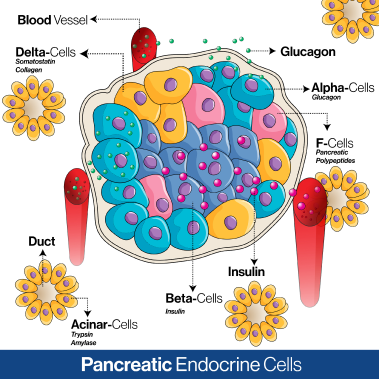 Blood Vessel
Glucagon
Delta-Cells
Somatostatin
Collagen
Alpha-Cells
Glucagon
F-Cells
Pancreatic
Polypeptides
Duct
Insulin
Beta-Cells
Insulin
Acinar-Cells
Trypsin
Amylase
Pancreatic Endocrine Cells